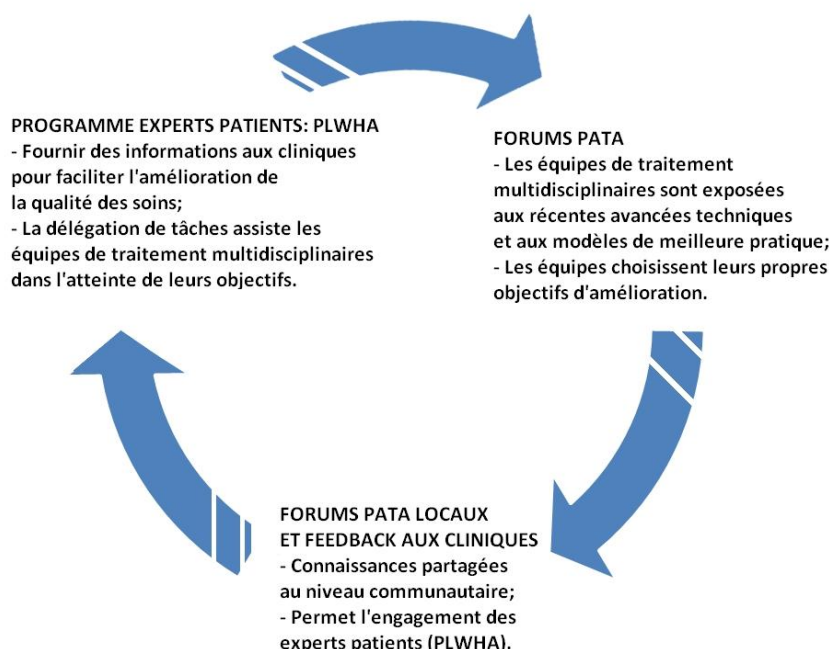 PROGRAMME EXPERTS PATIENTS: PLWHA
- Fournir des informations aux cliniques
pour faciliter l'amélioration de
la qualité des soins;
- La délégation de tâches assiste les
équipes de traitement multidisciplinaires
dans l'atteinte de leurs objectifs.
FORUMS PATA
- Les équipes de traitement
multidisciplinaires sont exposées
aux récentes avancées techniques
et aux modèles de meilleure pratique;
- Les équipes choisissent leurs propres
objectifs d'amélioration.
FORUMS PATA LOCAUX
ET FEEDBACK AUX CLINIQUES
- Connaissances partagées
au niveau communautaire;
- Permet l'engagement des
experts patients (PLWHA).